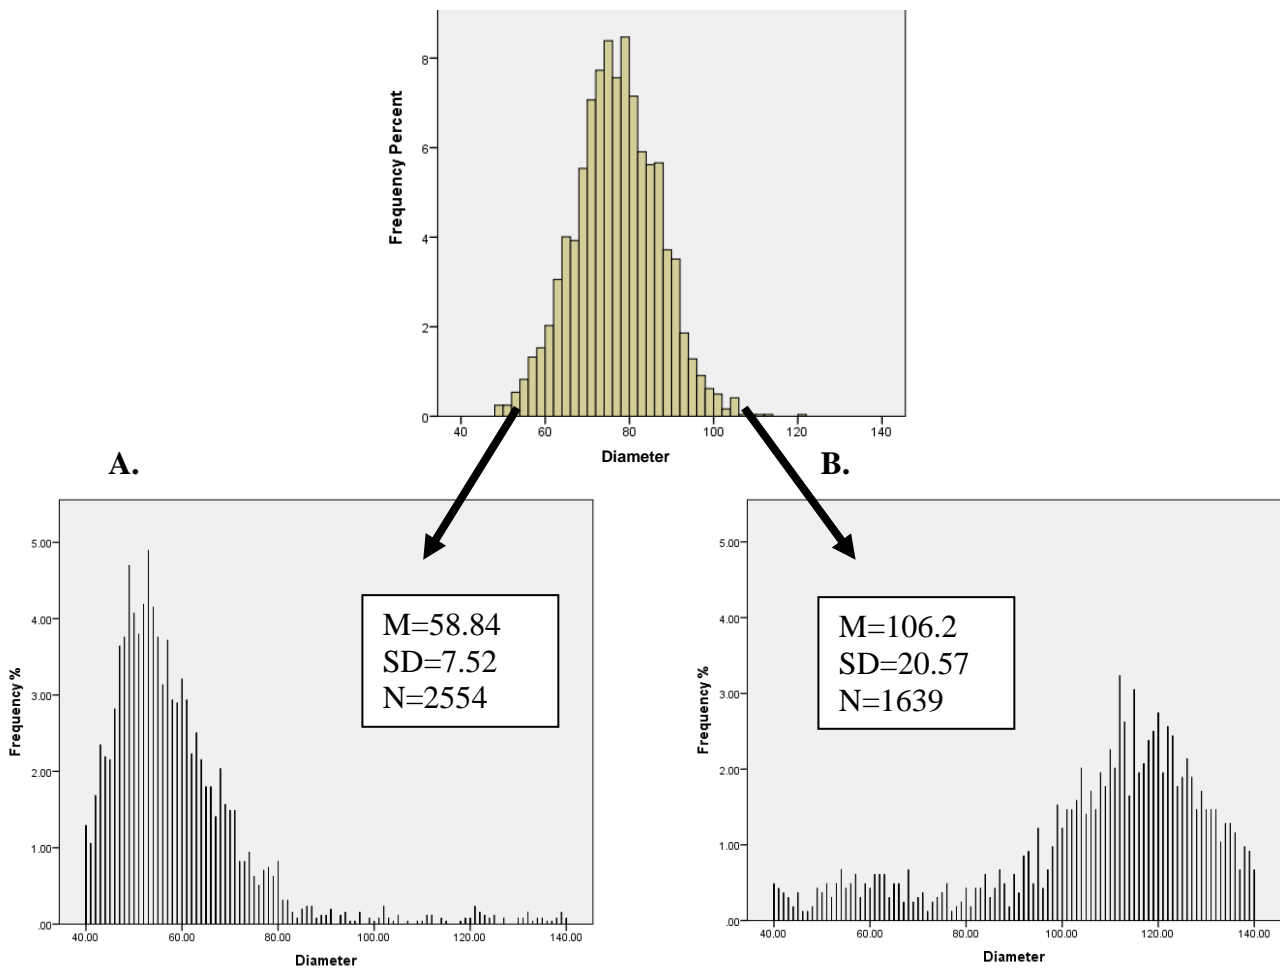 Frequency Percent
8
6
4
2
0
40 60 80 100 120 140
Diameter
A.
B.
Frequency %
5.00
4.00
3.00
2.00
1.00
.00
M=58.84
SD=7.52
N=2554
40.00 60.00 80.00 100.00 120.00 140.00
Diameter
Frequency %
5.00
4.00
3.00
2.00
1.00
.00
M=106.2
SD=20.57
N=1639
40.00 60.00 80.00 100.00 120.00 140.00
Diameter